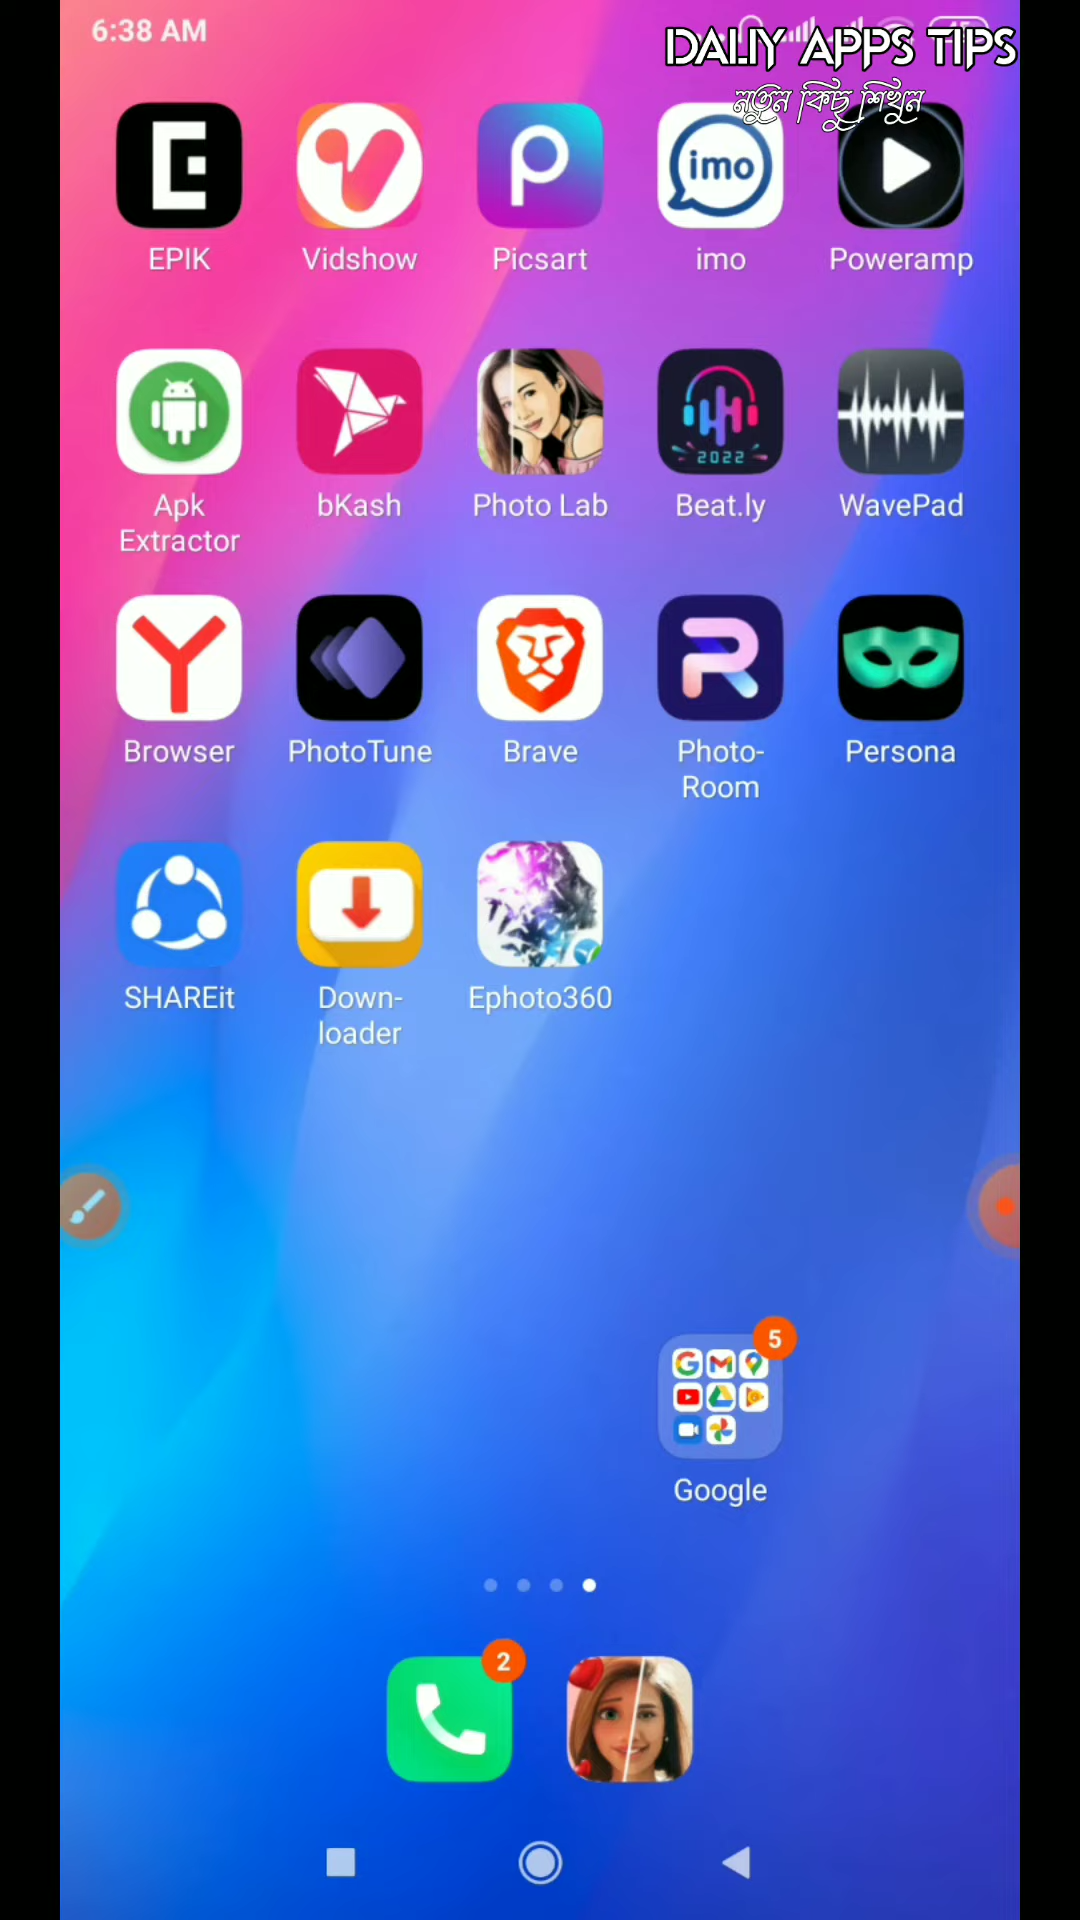 6:38 AM
DALIY APPS TIPS
নতুন কিছু শিখুন
imo
EPIK
Vidshow
Picsart
imo
Poweramp
2022
Apk
Extractor
bKash
Photo Lab
Beat.ly
WavePad
Browser
PhotoTune
Brave
Photo-
Room
Persona
SHAREit
Down-
loader
Ephoto360
5
Google
2